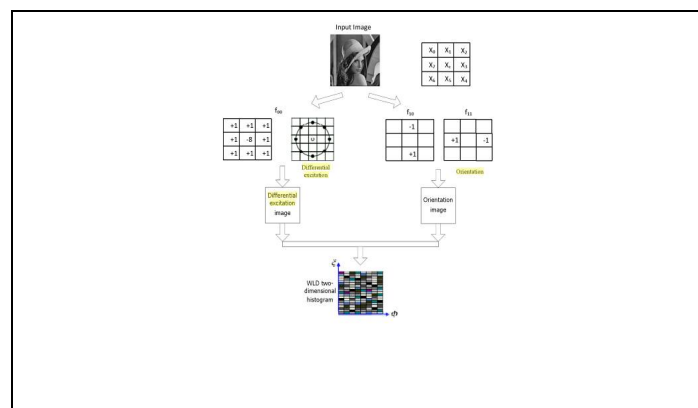 Input Image
X₀ X₁ X₂
X₇ Xc X₃
X₆ X₅ X₄
f₀₀
+1 +1 +1
+1 -8 +1
+1 +1 +1
Differential
excitation
f₁₀
-1
+1
f₁₁
+1 -1
Orientation
Differential
excitation
image
Orientation
image
WLD two-
dimensional
histogram
ξ
Φ